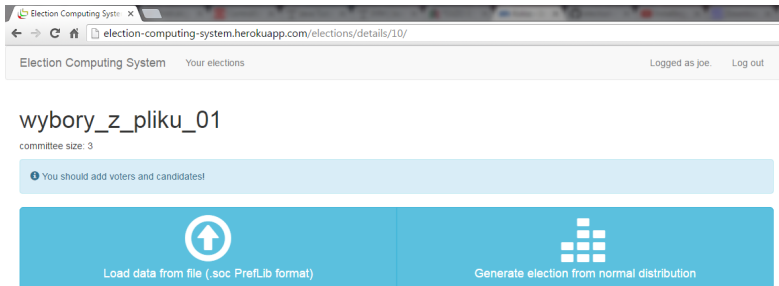 Election Computing Syste
election-computing-system.herokuapp.com/elections/details/10/
Election Computing System Your elections Logged as joe. Log out
wybory_z_pliku_01
committee size: 3
You should add voters and candidates!
Load data from file (.soc PrefLib format) Generate election from normal distribution